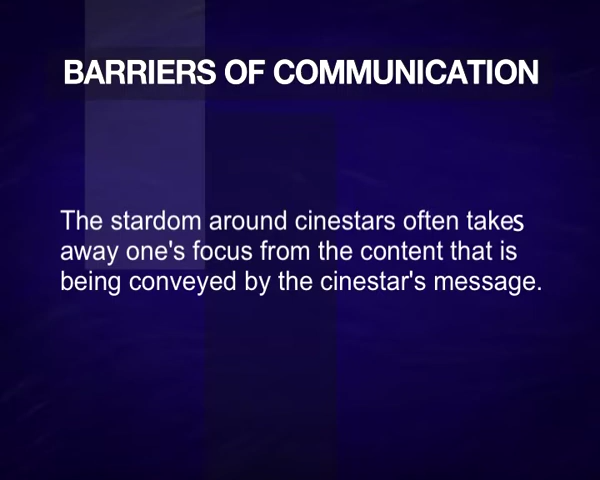 BARRIERS OF COMMUNICATION
The stardom around cinestars often takes
away one's focus from the content that is
being conveyed by the cinestar's message.